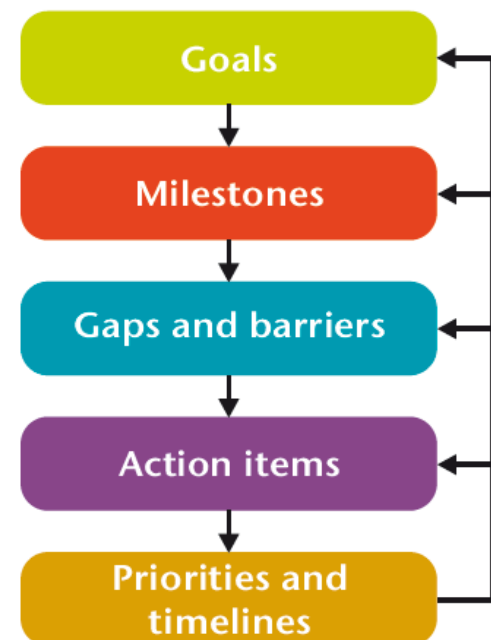 Goals
Milestones
Gaps and barriers
Action items
Priorities and
timelines